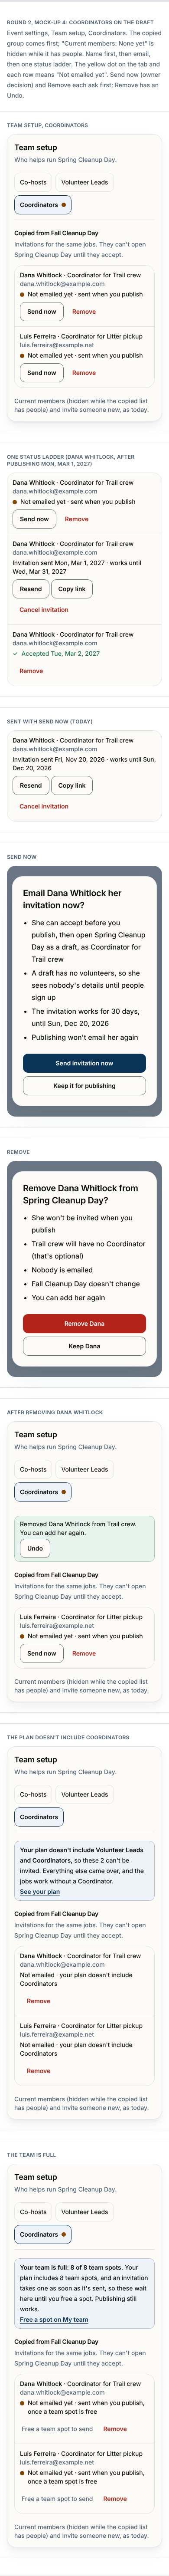 ROUND 2, MOCK-UP 4: COORDINATORS ON THE DRAFT
Event settings, Team setup, Coordinators. The copied
group comes first; "Current members: None yet" is
hidden while it has people. Name first, then email,
then one status ladder. The yellow dot on the tab and
each row means "Not emailed yet". Send now (owner
decision) and Remove each ask first; Remove has an
Undo.
TEAM SETUP, COORDINATORS
Team setup
Who helps run Spring Cleanup Day.
Co-hosts
Volunteer Leads
Coordinators
Copied from Fall Cleanup Day
Invitations for the same jobs. They can't open
Spring Cleanup Day until they accept.
Dana Whitlock · Coordinator for Trail crew
dana.whitlock@example.com
Not emailed yet · sent when you publish
Send now
Remove
Luis Ferreira · Coordinator for Litter pickup
luis.ferreira@example.net
Not emailed yet · sent when you publish
Send now
Remove
Current members (hidden while the copied list
has people) and Invite someone new, as today.
ONE STATUS LADDER (DANA WHITLOCK, AFTER
PUBLISHING MON, MAR 1, 2027)
Dana Whitlock · Coordinator for Trail crew
dana.whitlock@example.com
Not emailed yet · sent when you publish
Send now
Remove
Dana Whitlock · Coordinator for Trail crew
dana.whitlock@example.com
Invitation sent Mon, Mar 1, 2027 · works until
Wed, Mar 31, 2027
Resend
Copy link
Cancel invitation
Dana Whitlock · Coordinator for Trail crew
dana.whitlock@example.com
✓ Accepted Tue, Mar 2, 2027
Remove
SENT WITH SEND NOW (TODAY)
Dana Whitlock · Coordinator for Trail crew
dana.whitlock@example.com
Invitation sent Fri, Nov 20, 2026 · works until Sun,
Dec 20, 2026
Resend
Copy link
Cancel invitation
SEND NOW
Email Dana Whitlock her
invitation now?
• She can accept before you
publish, then open Spring Cleanup
Day as a draft, as Coordinator for
Trail crew
• A draft has no volunteers, so she
sees nobody's details until people
sign up
• The invitation works for 30 days,
until Sun, Dec 20, 2026
• Publishing won't email her again
Send invitation now
Keep it for publishing
REMOVE
Remove Dana Whitlock from
Spring Cleanup Day?
• She won't be invited when you
publish
• Trail crew will have no Coordinator
(that's optional)
• Nobody is emailed
• Fall Cleanup Day doesn't change
• You can add her again
Remove Dana
Keep Dana
AFTER REMOVING DANA WHITLOCK
Team setup
Who helps run Spring Cleanup Day.
Co-hosts
Volunteer Leads
Coordinators
Removed Dana Whitlock from Trail crew.
You can add her again.
Undo
Copied from Fall Cleanup Day
Invitations for the same jobs. They can't open
Spring Cleanup Day until they accept.
Luis Ferreira · Coordinator for Litter pickup
luis.ferreira@example.net
Not emailed yet · sent when you publish
Send now
Remove
Current members (hidden while the copied list
has people) and Invite someone new, as today.
THE PLAN DOESN'T INCLUDE COORDINATORS
Team setup
Who helps run Spring Cleanup Day.
Co-hosts
Volunteer Leads
Coordinators
Your plan doesn't include Volunteer Leads
and Coordinators, so these 2 can't be
invited. Everything else came over, and the
jobs work without a Coordinator.
See your plan
Copied from Fall Cleanup Day
Dana Whitlock · Coordinator for Trail crew
dana.whitlock@example.com
Not emailed · your plan doesn't include
Coordinators
Remove
Luis Ferreira · Coordinator for Litter pickup
luis.ferreira@example.net
Not emailed · your plan doesn't include
Coordinators
Remove
Current members (hidden while the copied list
has people) and Invite someone new, as today.
THE TEAM IS FULL
Team setup
Who helps run Spring Cleanup Day.
Co-hosts
Volunteer Leads
Coordinators
Your team is full: 8 of 8 team spots. Your
plan includes 8 team spots, and an invitation
takes one as soon as it's sent, so these wait
here until you free a spot. Publishing still
works.
Free a spot on My team
Copied from Fall Cleanup Day
Invitations for the same jobs. They can't open
Spring Cleanup Day until they accept.
Dana Whitlock · Coordinator for Trail crew
dana.whitlock@example.com
Not emailed yet · sent when you publish,
once a team spot is free
Free a team spot to send
Remove
Luis Ferreira · Coordinator for Litter pickup
luis.ferreira@example.net
Not emailed yet · sent when you publish,
once a team spot is free
Free a team spot to send
Remove
Current members (hidden while the copied list
has people) and Invite someone new, as today.